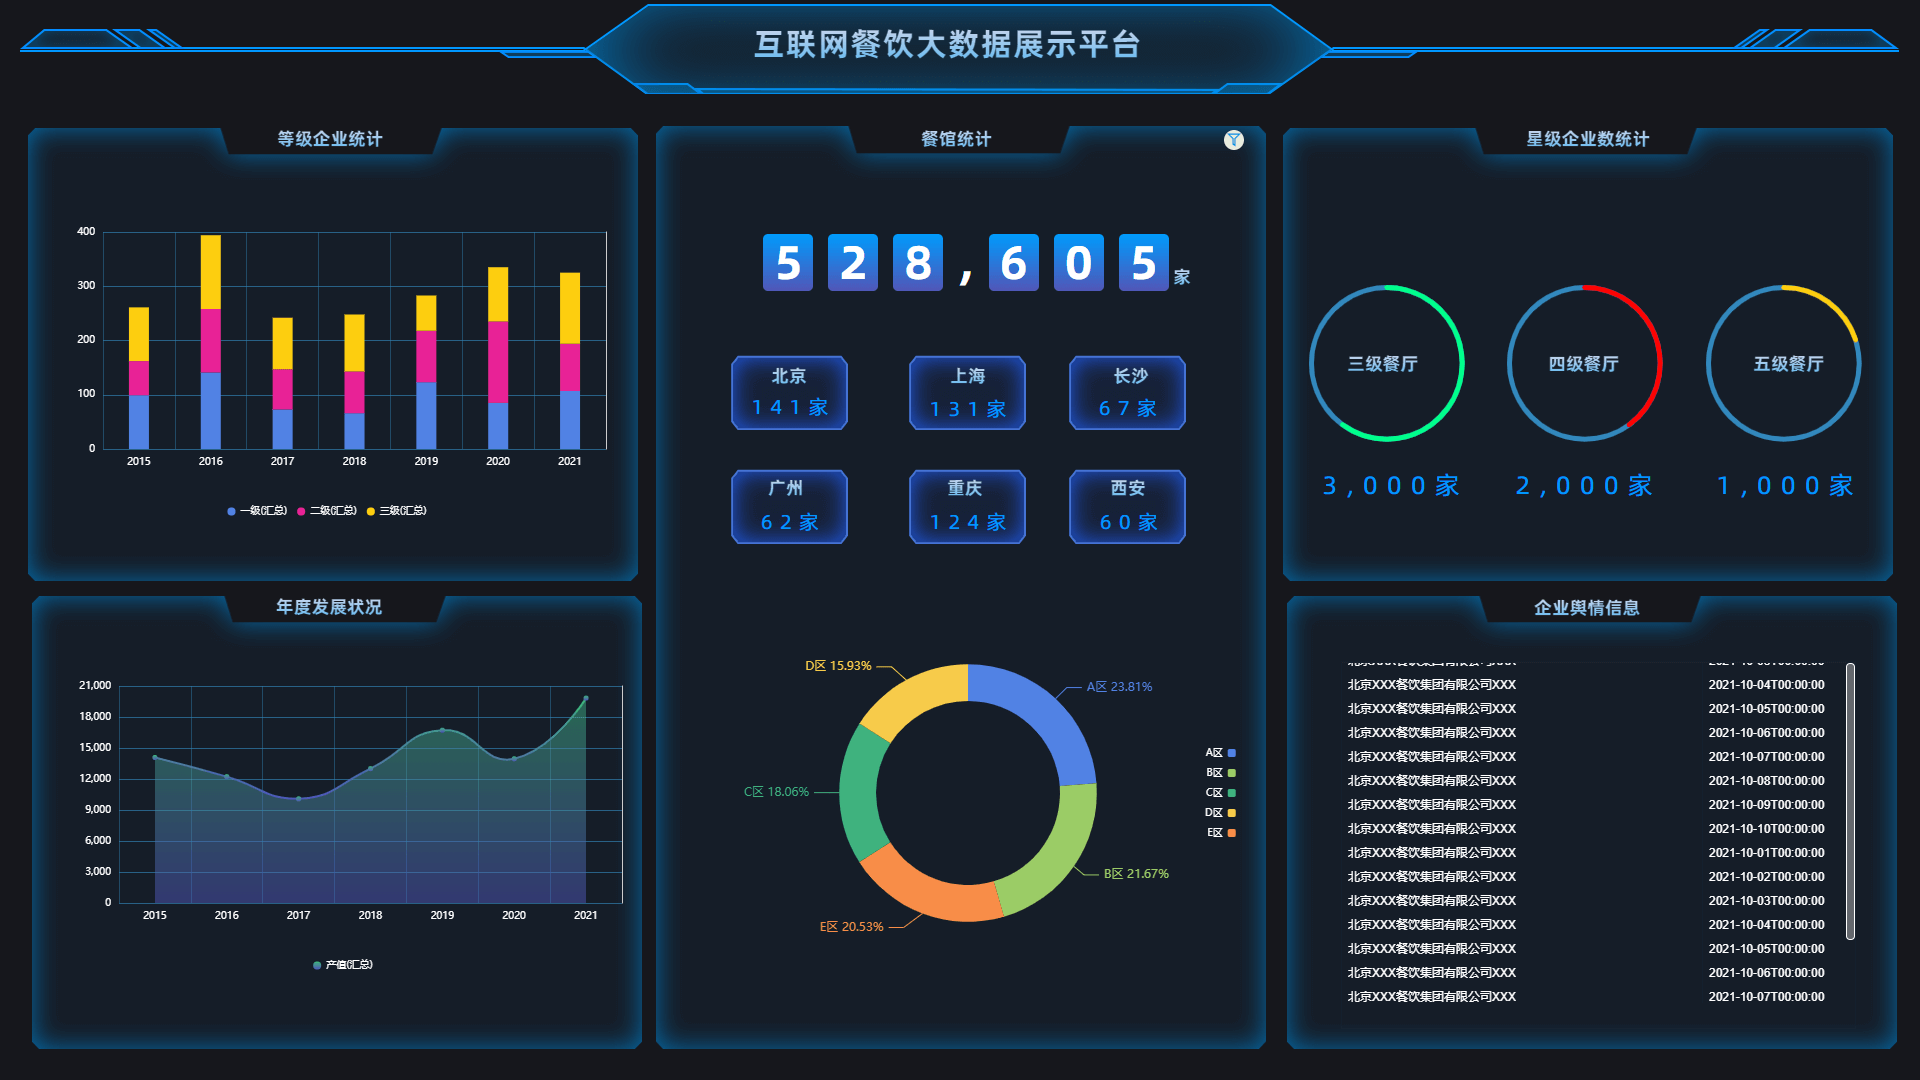 互联网餐饮大数据展示平台
等级企业统计
400
300
200
100
0
2015 2016 2017 2018 2019 2020 2021
一级(汇总) 二级(汇总) 三级(汇总)
年度发展状况
21,000
18,000
15,000
12,000
9,000
6,000
3,000
0
2015 2016 2017 2018 2019 2020 2021
产值(汇总)
餐馆统计
528,605家
北京
141家
上海
131家
长沙
67家
广州
62家
重庆
124家
西安
60家
D区 15.93%
A区 23.81%
C区 18.06%
B区 21.67%
E区 20.53%
A区
B区
C区
D区
E区
星级企业数统计
三级餐厅
四级餐厅
五级餐厅
3,000家
2,000家
1,000家
企业舆情信息
北京XXX餐饮集团有限公司XXX 2021-10-04T00:00:00
北京XXX餐饮集团有限公司XXX 2021-10-05T00:00:00
北京XXX餐饮集团有限公司XXX 2021-10-06T00:00:00
北京XXX餐饮集团有限公司XXX 2021-10-07T00:00:00
北京XXX餐饮集团有限公司XXX 2021-10-08T00:00:00
北京XXX餐饮集团有限公司XXX 2021-10-09T00:00:00
北京XXX餐饮集团有限公司XXX 2021-10-10T00:00:00
北京XXX餐饮集团有限公司XXX 2021-10-01T00:00:00
北京XXX餐饮集团有限公司XXX 2021-10-02T00:00:00
北京XXX餐饮集团有限公司XXX 2021-10-03T00:00:00
北京XXX餐饮集团有限公司XXX 2021-10-04T00:00:00
北京XXX餐饮集团有限公司XXX 2021-10-05T00:00:00
北京XXX餐饮集团有限公司XXX 2021-10-06T00:00:00
北京XXX餐饮集团有限公司XXX 2021-10-07T00:00:00